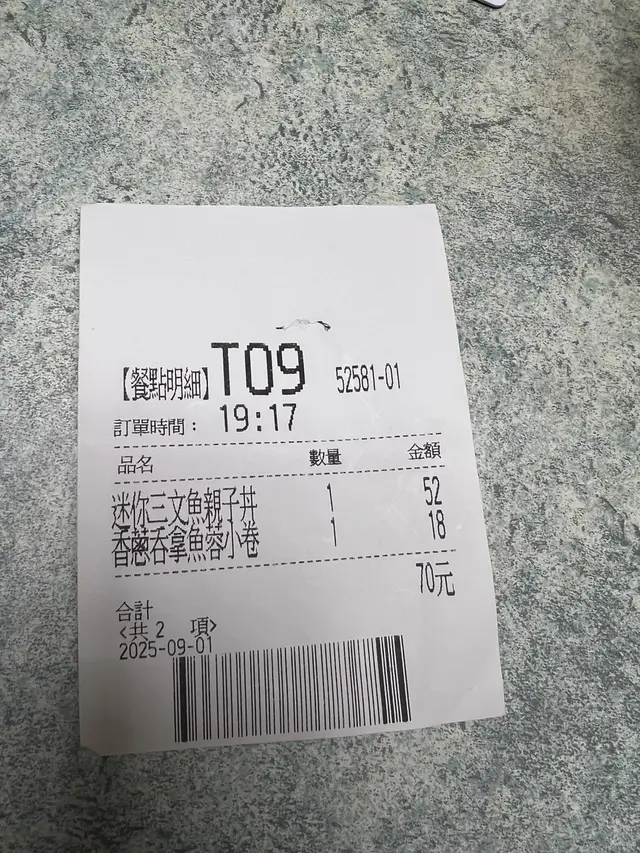 【餐點明細】T09 52581-01
訂單時間： 19:17
品名 數量 金額
迷你三文魚親子丼 1 52
香蔥吞拿魚蓉小卷 1 18
70元
合計
<共 2 項>
2025-09-01